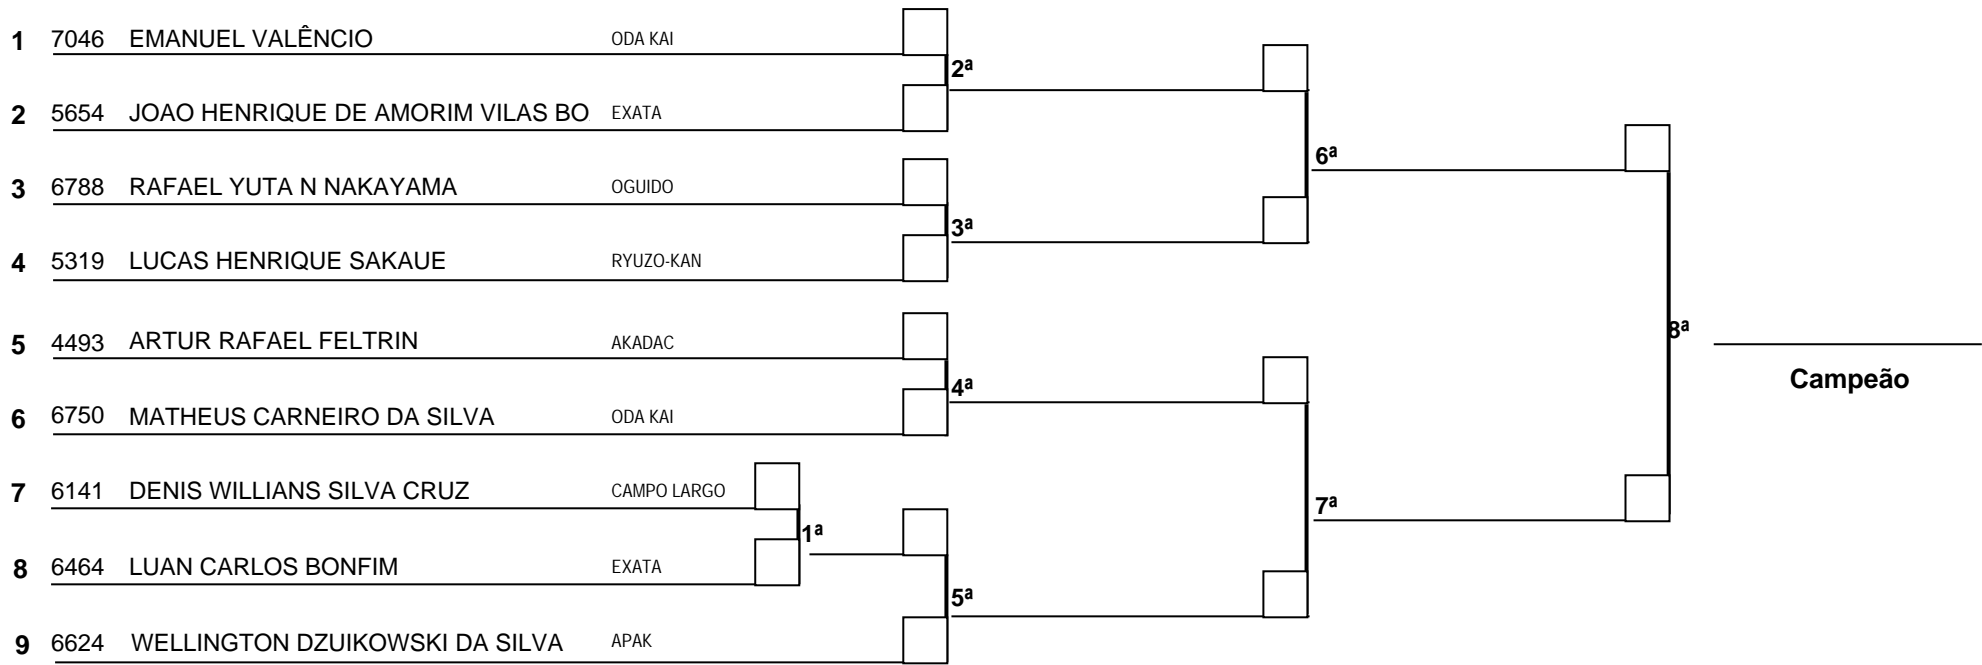 1 7046 EMANUEL VALÊNCIO ODA KAI
2ª
2 5654 JOAO HENRIQUE DE AMORIM VILAS BO EXATA
6ª
3 6788 RAFAEL YUTA N NAKAYAMA OGUIDO
3ª
4 5319 LUCAS HENRIQUE SAKAUE RYUZO-KAN
8ª
5 4493 ARTUR RAFAEL FELTRIN AKADAC
Campeão
4ª
6 6750 MATHEUS CARNEIRO DA SILVA ODA KAI
7 6141 DENIS WILLIANS SILVA CRUZ CAMPO LARGO
7ª
1ª
8 6464 LUAN CARLOS BONFIM EXATA
5ª
9 6624 WELLINGTON DZUIKOWSKI DA SILVA APAK